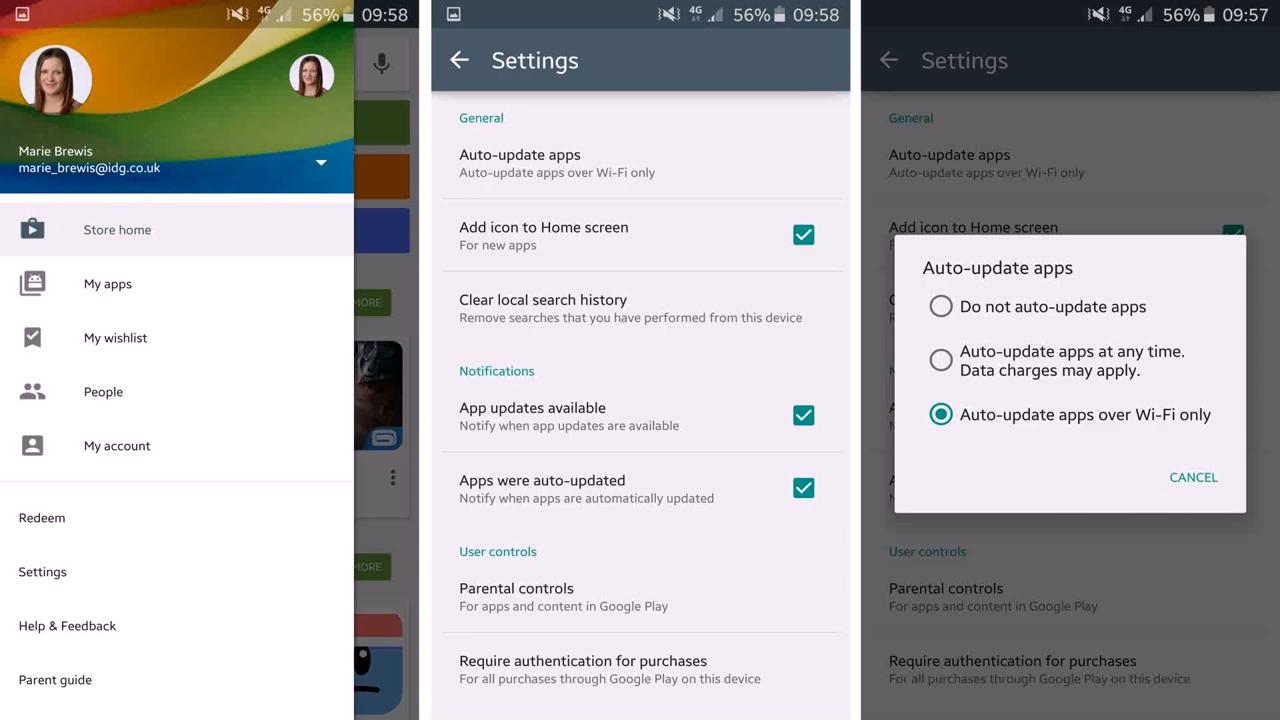 4G 56% 09:58
Marie Brewis
marie_brewis@idg.co.uk
Store home
My apps
My wishlist
People
My account
Redeem
Settings
Help & Feedback
Parent guide
MORE
MORE
4G 56% 09:58
Settings
General
Auto-update apps
Auto-update apps over Wi-Fi only
Add icon to Home screen
For new apps
Clear local search history
Remove searches that you have performed from this device
Notifications
App updates available
Notify when app updates are available
Apps were auto-updated
Notify when apps are automatically updated
User controls
Parental controls
For apps and content in Google Play
Require authentication for purchases
For all purchases through Google Play on this device
4G 56% 09:57
Settings
General
Auto-update apps
Auto-update apps over Wi-Fi only
Add icon to Home screen
Auto-update apps
Do not auto-update apps
Auto-update apps at any time.
Data charges may apply.
Auto-update apps over Wi-Fi only
CANCEL
User controls
Parental controls
For apps and content in Google Play
Require authentication for purchases
For all purchases through Google Play on this device